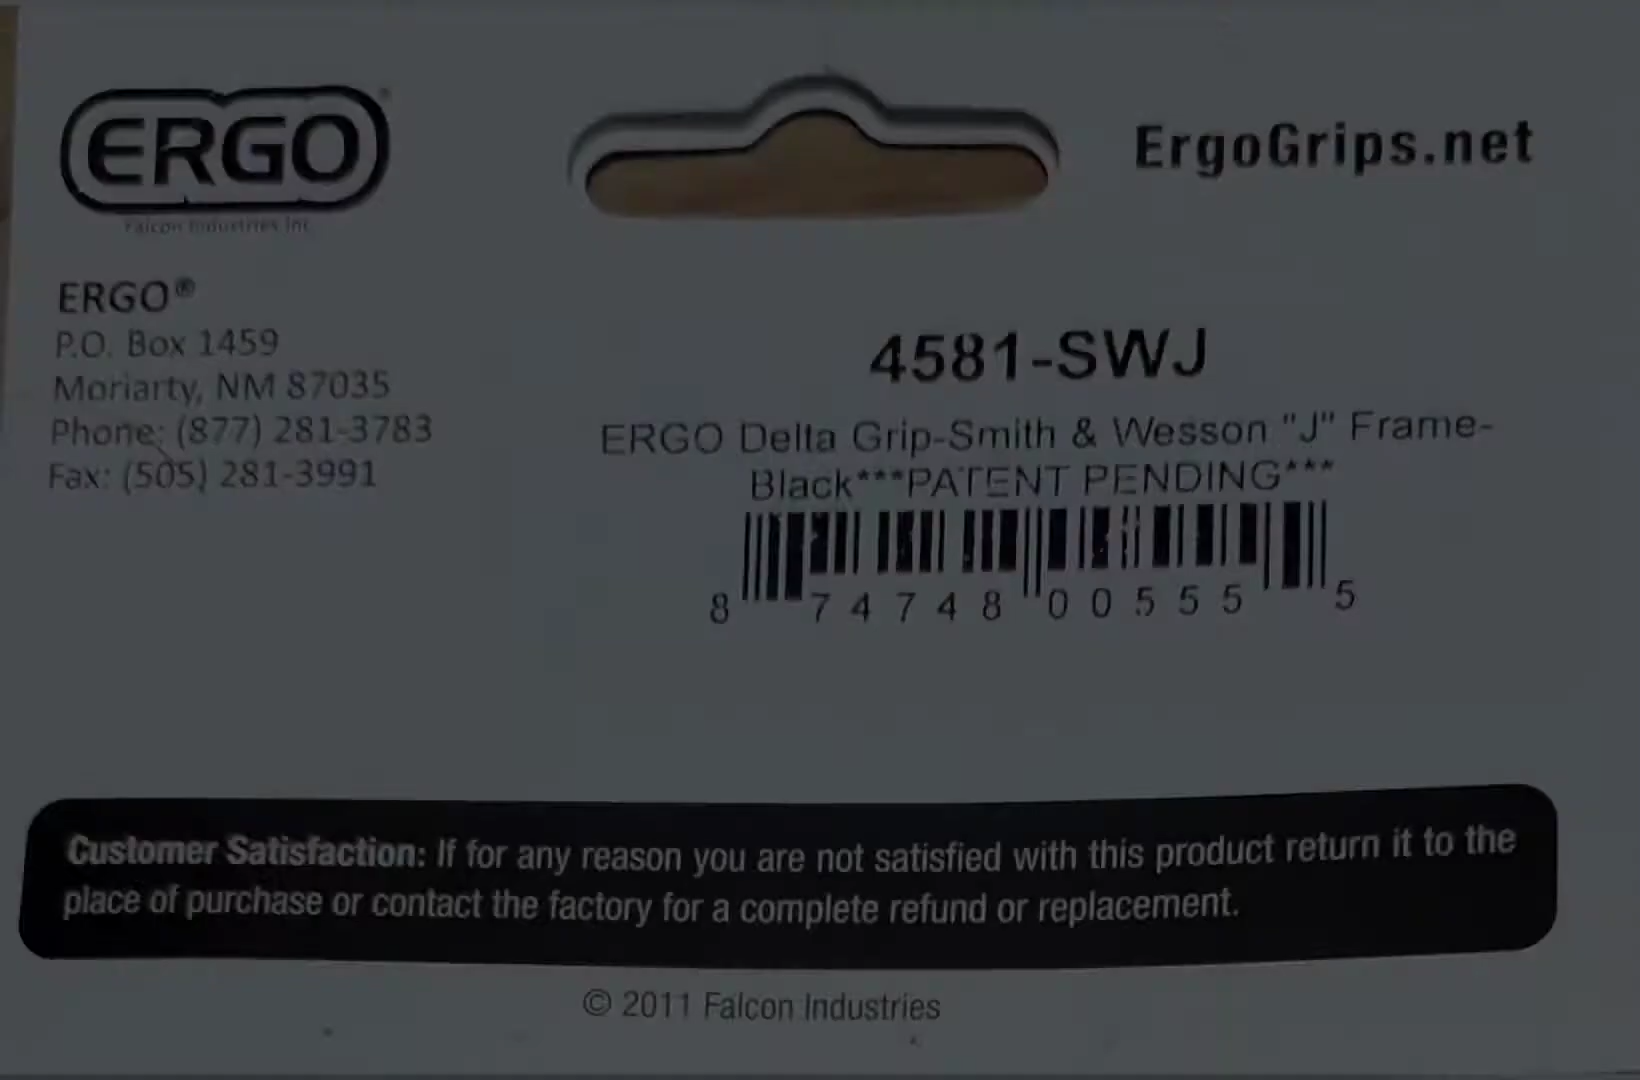 ERGO®
Falcon Industries Inc
ErgoGrips.net
ERGO®
P.O. Box 1459
Moriarty, NM 87035
Phone: (877) 281-3783
Fax: (505) 281-3991
4581-SWJ
ERGO Delta Grip-Smith & Wesson "J" Frame-
Black***PATENT PENDING***
8 74748 00555 5
Customer Satisfaction: If for any reason you are not satisfied with this product return it to the
place of purchase or contact the factory for a complete refund or replacement.
© 2011 Falcon Industries